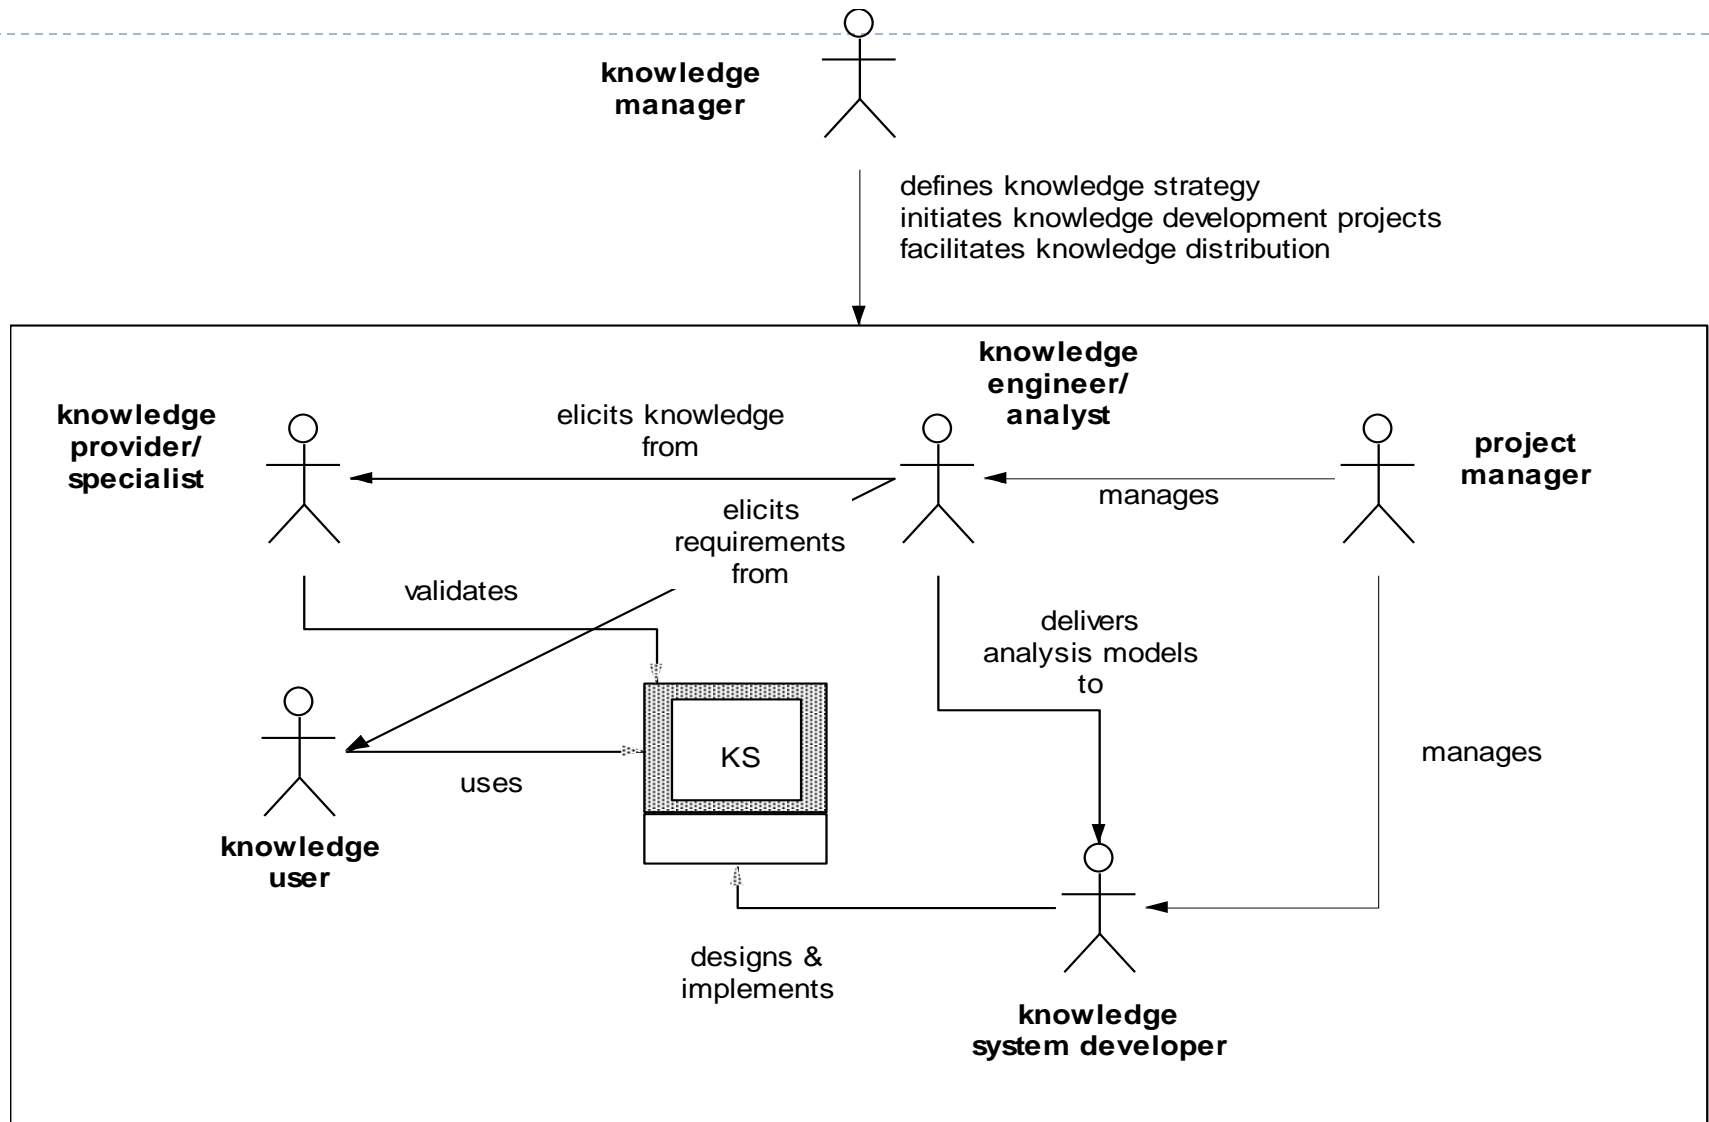 knowledge
manager
defines knowledge strategy
initiates knowledge development projects
facilitates knowledge distribution
knowledge
engineer/
analyst
knowledge
provider/
specialist
elicits knowledge
from
project
manager
manages
elicits
requirements
from
validates
delivers
analysis models
to
KS
manages
uses
knowledge
user
designs &
implements
knowledge
system developer